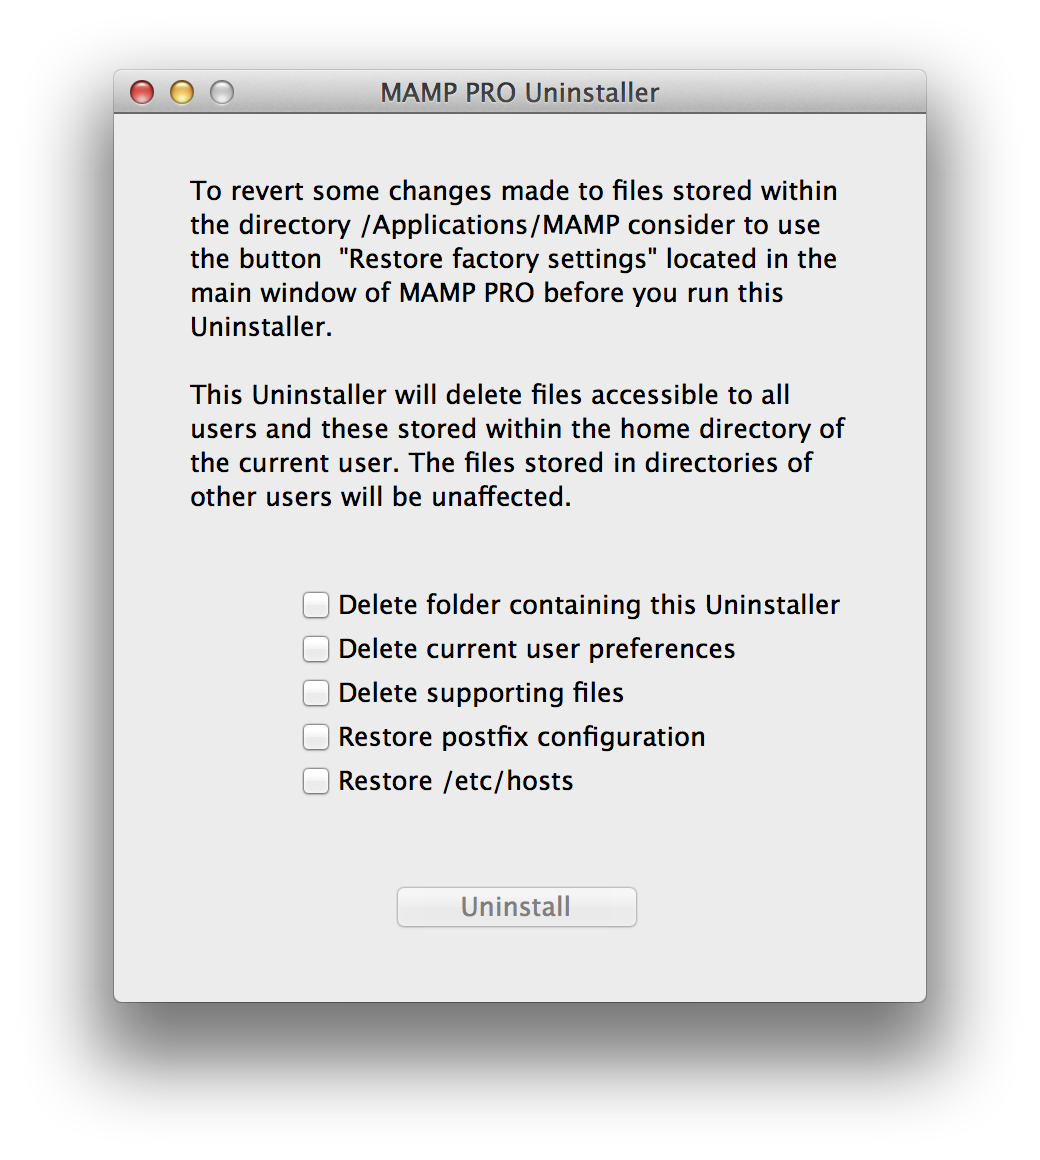 MAMP PRO Uninstaller
To revert some changes made to files stored within
the directory /Applications/MAMP consider to use
the button  "Restore factory settings" located in the
main window of MAMP PRO before you run this
Uninstaller.
This Uninstaller will delete files accessible to all
users and these stored within the home directory of
the current user. The files stored in directories of
other users will be unaffected.
Delete folder containing this Uninstaller
Delete current user preferences
Delete supporting files
Restore postfix configuration
Restore /etc/hosts
Uninstall